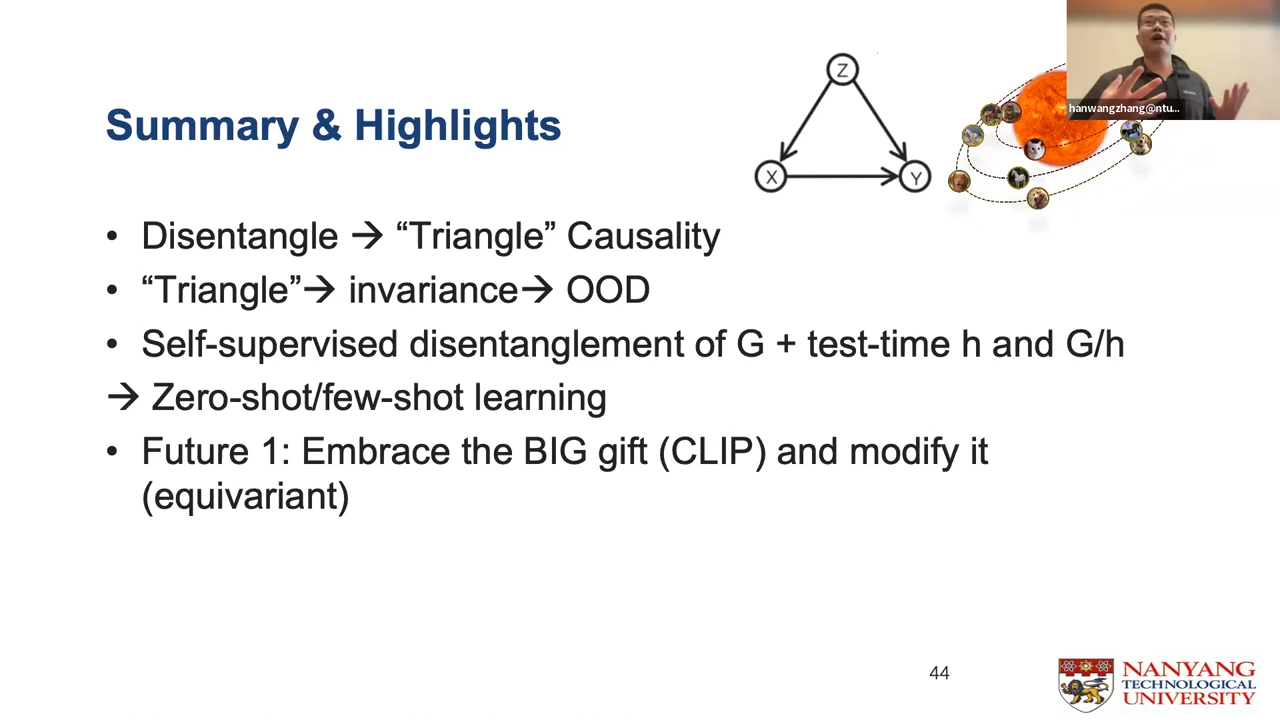 Z
X
Y
hanwangzhang@ntu...
Summary & Highlights
• Disentangle → “Triangle” Causality
• “Triangle”→ invariance→ OOD
• Self-supervised disentanglement of G + test-time h and G/h
→ Zero-shot/few-shot learning
• Future 1: Embrace the BIG gift (CLIP) and modify it
(equivariant)
44
NANYANG
TECHNOLOGICAL
UNIVERSITY